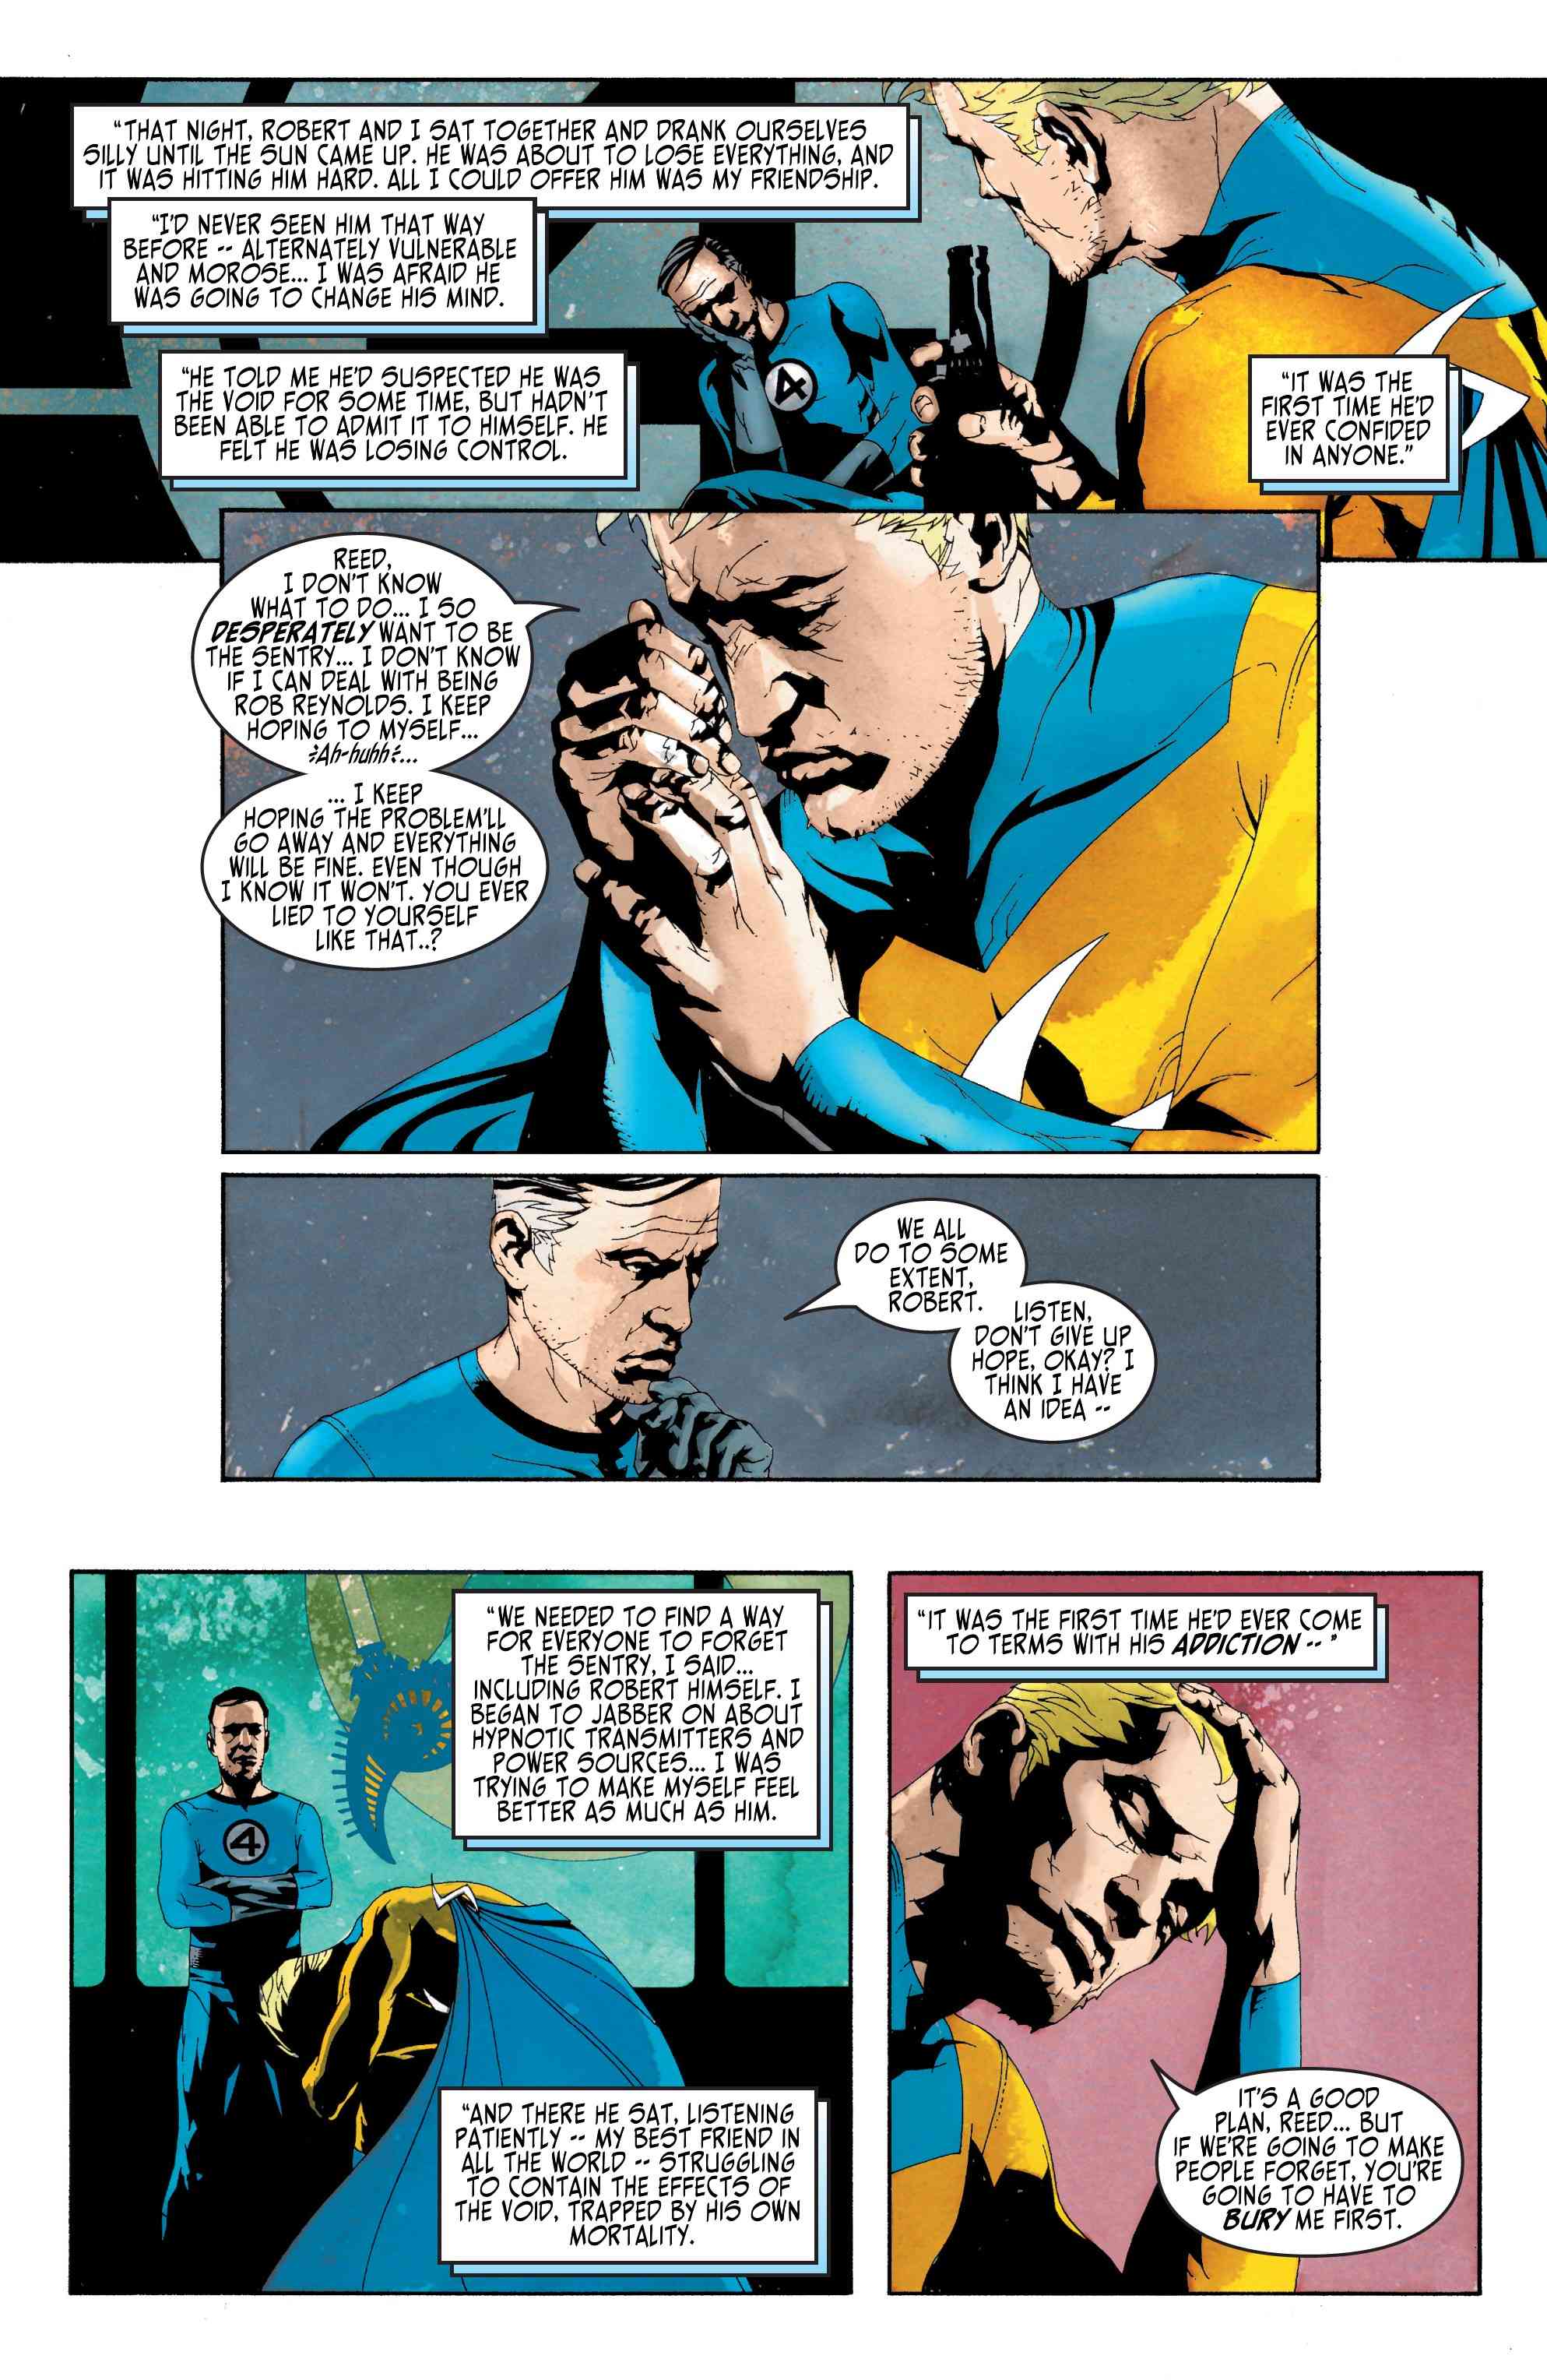 "THAT NIGHT, ROBERT AND I SAT TOGETHER AND DRANK OURSELVES
SILLY UNTIL THE SUN CAME UP. HE WAS ABOUT TO LOSE EVERYTHING, AND
IT WAS HITTING HIM HARD. ALL I COULD OFFER HIM WAS MY FRIENDSHIP.
"I'D NEVER SEEN HIM THAT WAY
BEFORE -- ALTERNATELY VULNERABLE
AND MOROSE... I WAS AFRAID HE
WAS GOING TO CHANGE HIS MIND.
"HE TOLD ME HE'D SUSPECTED HE WAS
THE VOID FOR SOME TIME, BUT HADN'T
BEEN ABLE TO ADMIT IT TO HIMSELF. HE
FELT HE WAS LOSING CONTROL.
4
"IT WAS THE
FIRST TIME HE'D
EVER CONFIDED
IN ANYONE."
REED,
I DON'T KNOW
WHAT TO DO... I SO
DESPERATELY WANT TO BE
THE SENTRY... I DON'T KNOW
IF I CAN DEAL WITH BEING
ROB REYNOLDS. I KEEP
HOPING TO MYSELF...
Ah-huhh...
... I KEEP
HOPING THE PROBLEM'LL
GO AWAY AND EVERYTHING
WILL BE FINE. EVEN THOUGH
I KNOW IT WON'T. YOU EVER
LIED TO YOURSELF
LIKE THAT..?
WE ALL
DO TO SOME
EXTENT,
ROBERT.
LISTEN,
DON'T GIVE UP
HOPE, OKAY? I
THINK I HAVE
AN IDEA --
"WE NEEDED TO FIND A WAY
FOR EVERYONE TO FORGET
THE SENTRY, I SAID...
INCLUDING ROBERT HIMSELF. I
BEGAN TO JABBER ON ABOUT
HYPNOTIC TRANSMITTERS AND
POWER SOURCES... I WAS
TRYING TO MAKE MYSELF FEEL
BETTER AS MUCH AS HIM.
4
"AND THERE HE SAT, LISTENING
PATIENTLY -- MY BEST FRIEND IN
ALL THE WORLD -- STRUGGLING
TO CONTAIN THE EFFECTS OF
THE VOID, TRAPPED BY HIS OWN
MORTALITY.
"IT WAS THE FIRST TIME HE'D EVER COME
TO TERMS WITH HIS ADDICTION -- "
IT'S A GOOD
PLAN, REED... BUT
IF WE'RE GOING TO MAKE
PEOPLE FORGET, YOU'RE
GOING TO HAVE TO
BURY ME FIRST.